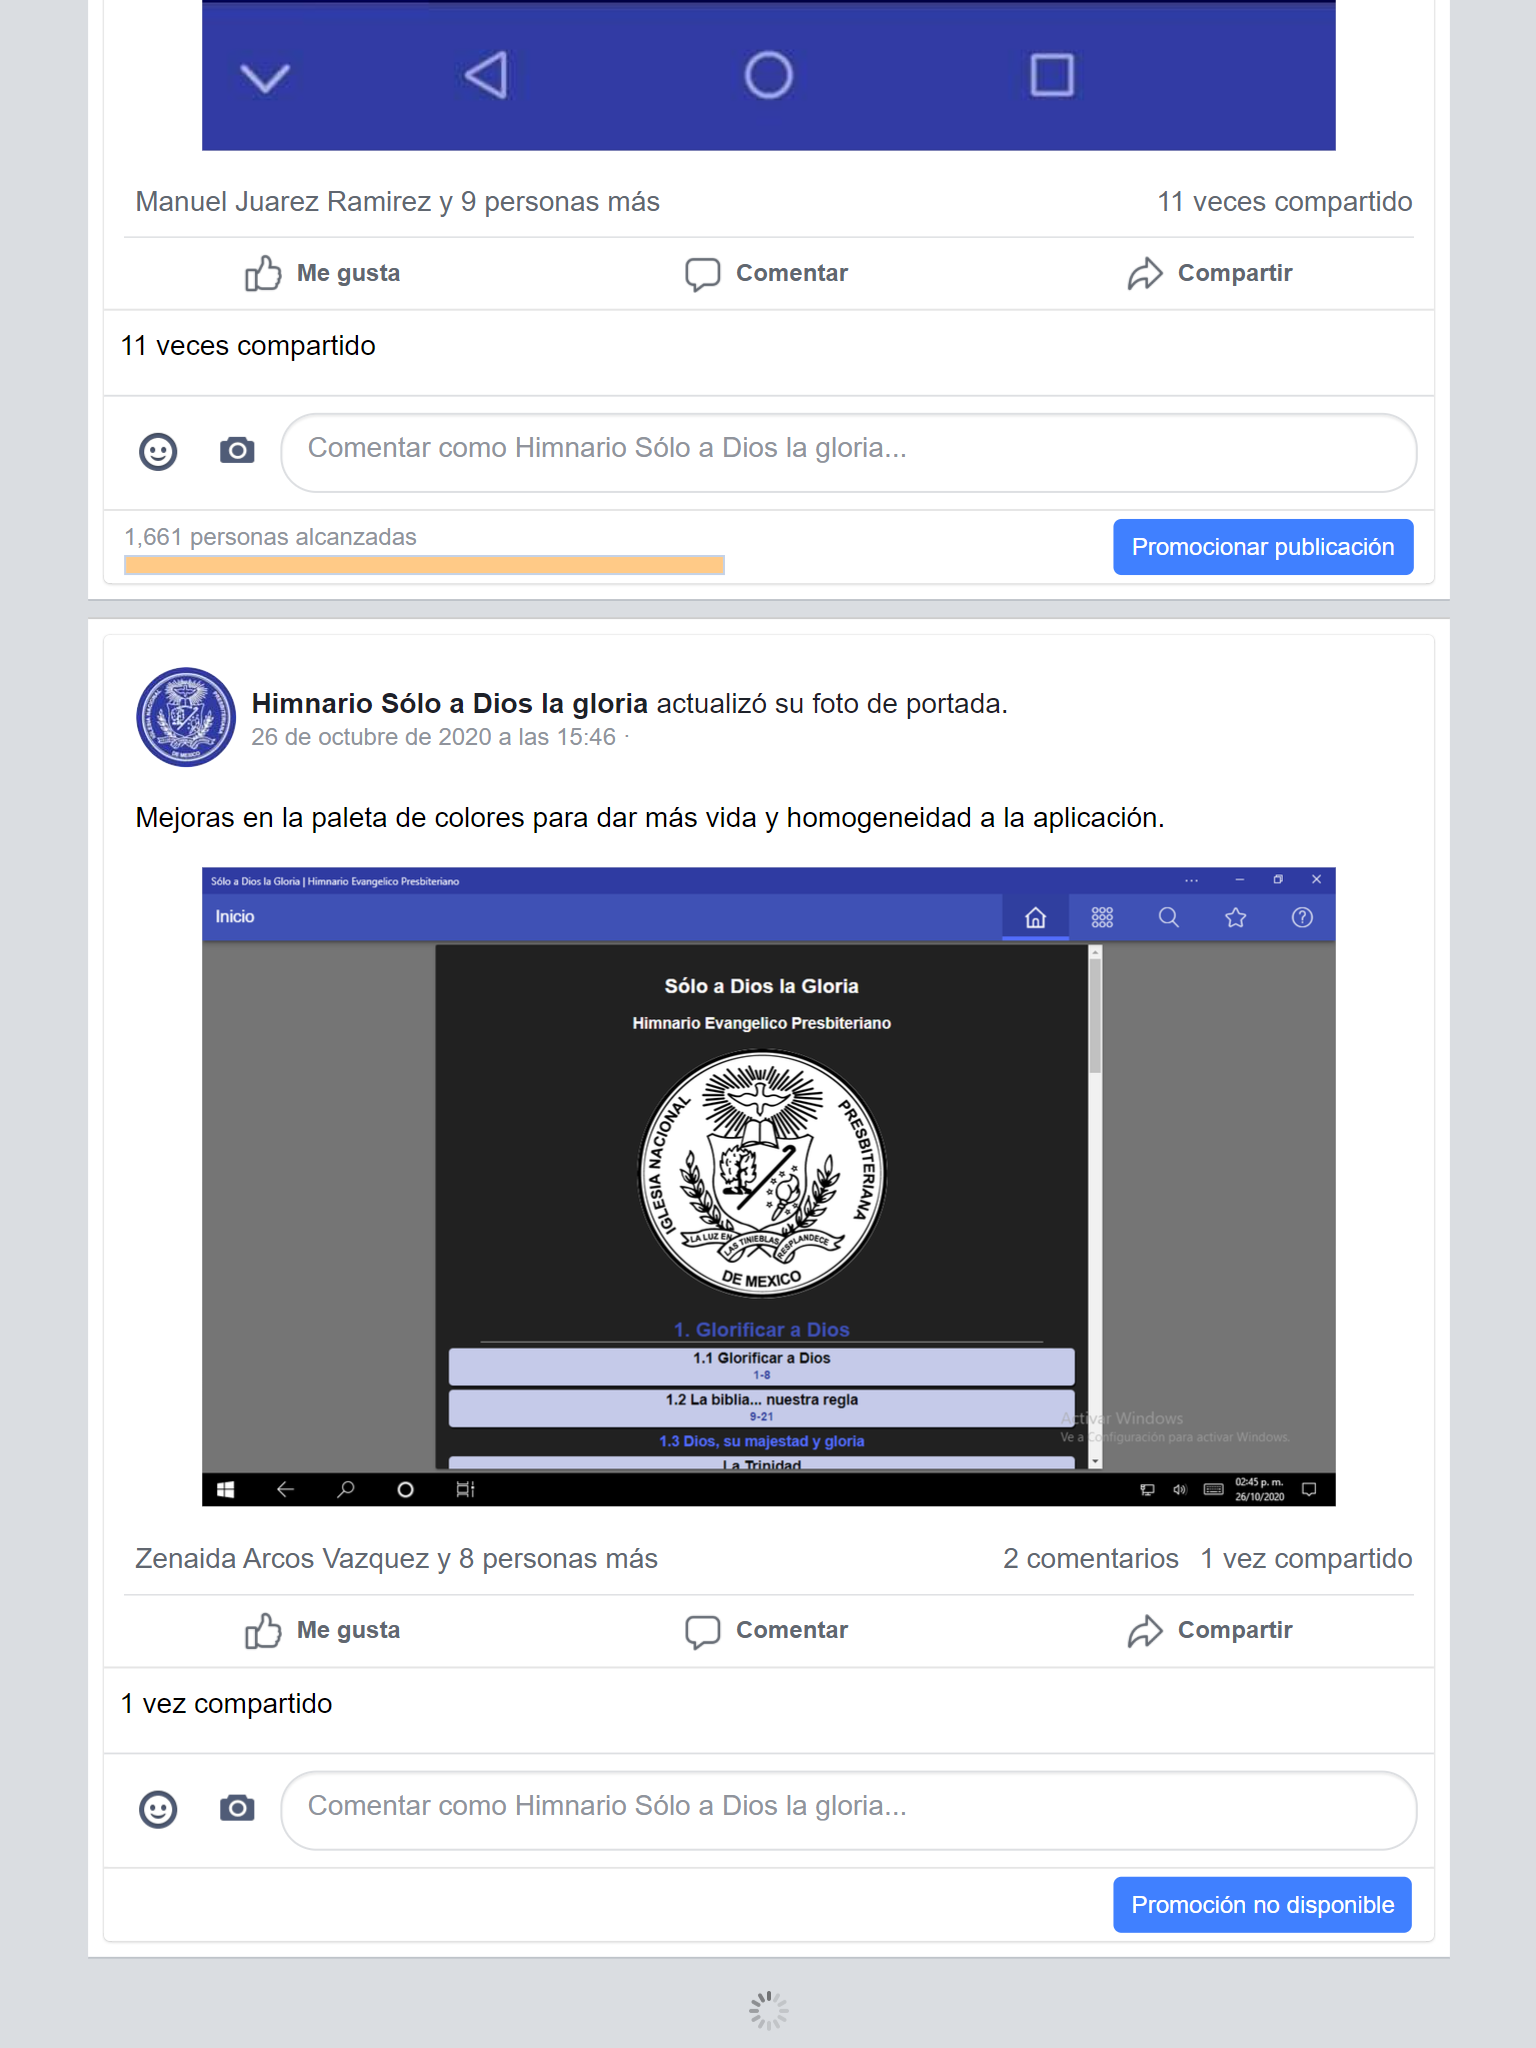 Manuel Juarez Ramirez y 9 personas más 11 veces compartido
Me gusta Comentar Compartir
11 veces compartido
Comentar como Himnario Sólo a Dios la gloria...
1,661 personas alcanzadas
Promocionar publicación
Himnario Sólo a Dios la gloria actualizó su foto de portada.
26 de octubre de 2020 a las 15:46 ·
Mejoras en la paleta de colores para dar más vida y homogeneidad a la aplicación.
Sólo a Dios la Gloria | Himnario Evangelico Presbiteriano
Inicio
Sólo a Dios la Gloria
Himnario Evangelico Presbiteriano
IGLESIA NACIONAL PRESBITERIANA
LA LUZ EN LAS TINIEBLAS RESPLANDECE
DE MEXICO
1. Glorificar a Dios
1.1 Glorificar a Dios
1-8
1.2 La biblia... nuestra regla
9-21
1.3 Dios, su majestad y gloria
La Trinidad
Activar Windows
Ve a Configuración para activar Windows.
02:45 p. m.
26/10/2020
Zenaida Arcos Vazquez y 8 personas más 2 comentarios 1 vez compartido
Me gusta Comentar Compartir
1 vez compartido
Comentar como Himnario Sólo a Dios la gloria...
Promoción no disponible